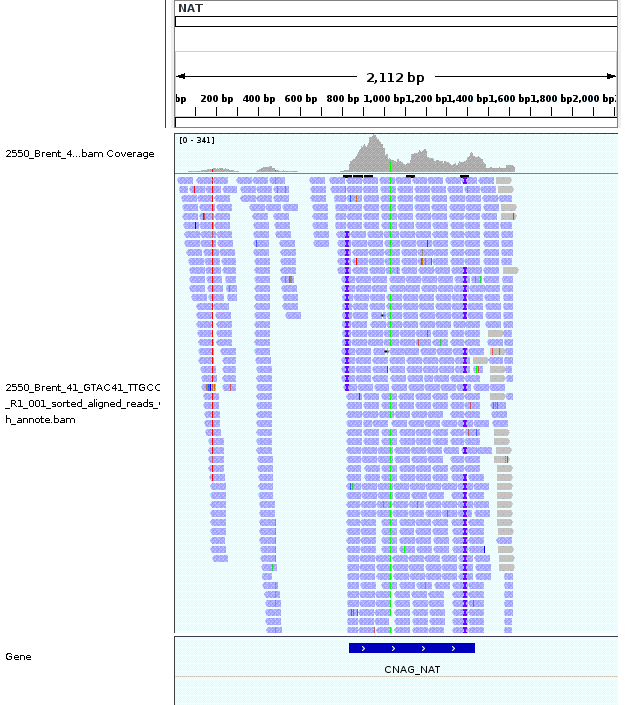 NAT
2,112 bp
bp 200 bp 400 bp 600 bp 800 bp 1,000 bp 1,200 bp 1,400 bp 1,600 bp 1,800 bp 2,000 bp
[0 - 341]
2550_Brent_4...bam Coverage
2550_Brent_41_GTAC41_TTGCC
_R1_001_sorted_aligned_reads_
h_annote.bam
Gene
CNAG_NAT